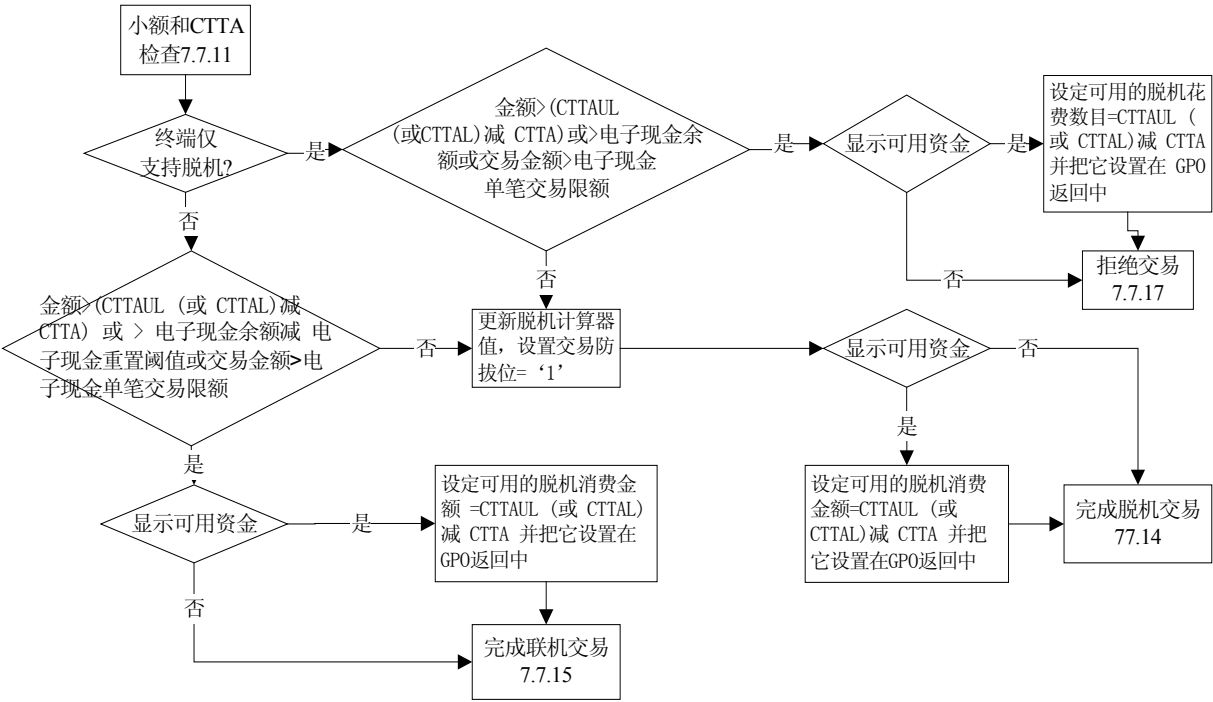 小额和CTTA
检查7.7.11
终端仅
支持脱机?
是
金额>(CTTAUL
(或CTTAL)减 CTTA)或>电子现金余
额或交易金额>电子现金
单笔交易限额
是
显示可用资金
是
设定可用的脱机花
费数目=CTTAUL (
或 CTTAL)减 CTTA
并把它设置在 GPO
返回中
否
否
否
拒绝交易
7.7.17
金额>(CTTAUL (或 CTTAL)减
CTTA) 或 > 电子现金余额减 电
子现金重置阈值或交易金额>电
子现金单笔交易限额
否
更新脱机计算器
值，设置交易防
拔位=‘1’
显示可用资金
否
是
是
显示可用资金
是
设定可用的脱机消费金
额 =CTTAUL (或 CTTAL)
减 CTTA 并把它设置在
GPO返回中
设定可用的脱机消费
金额=CTTAUL (或
CTTAL)减 CTTA 并把
它设置在GPO返回中
完成脱机交易
77.14
否
完成联机交易
7.7.15